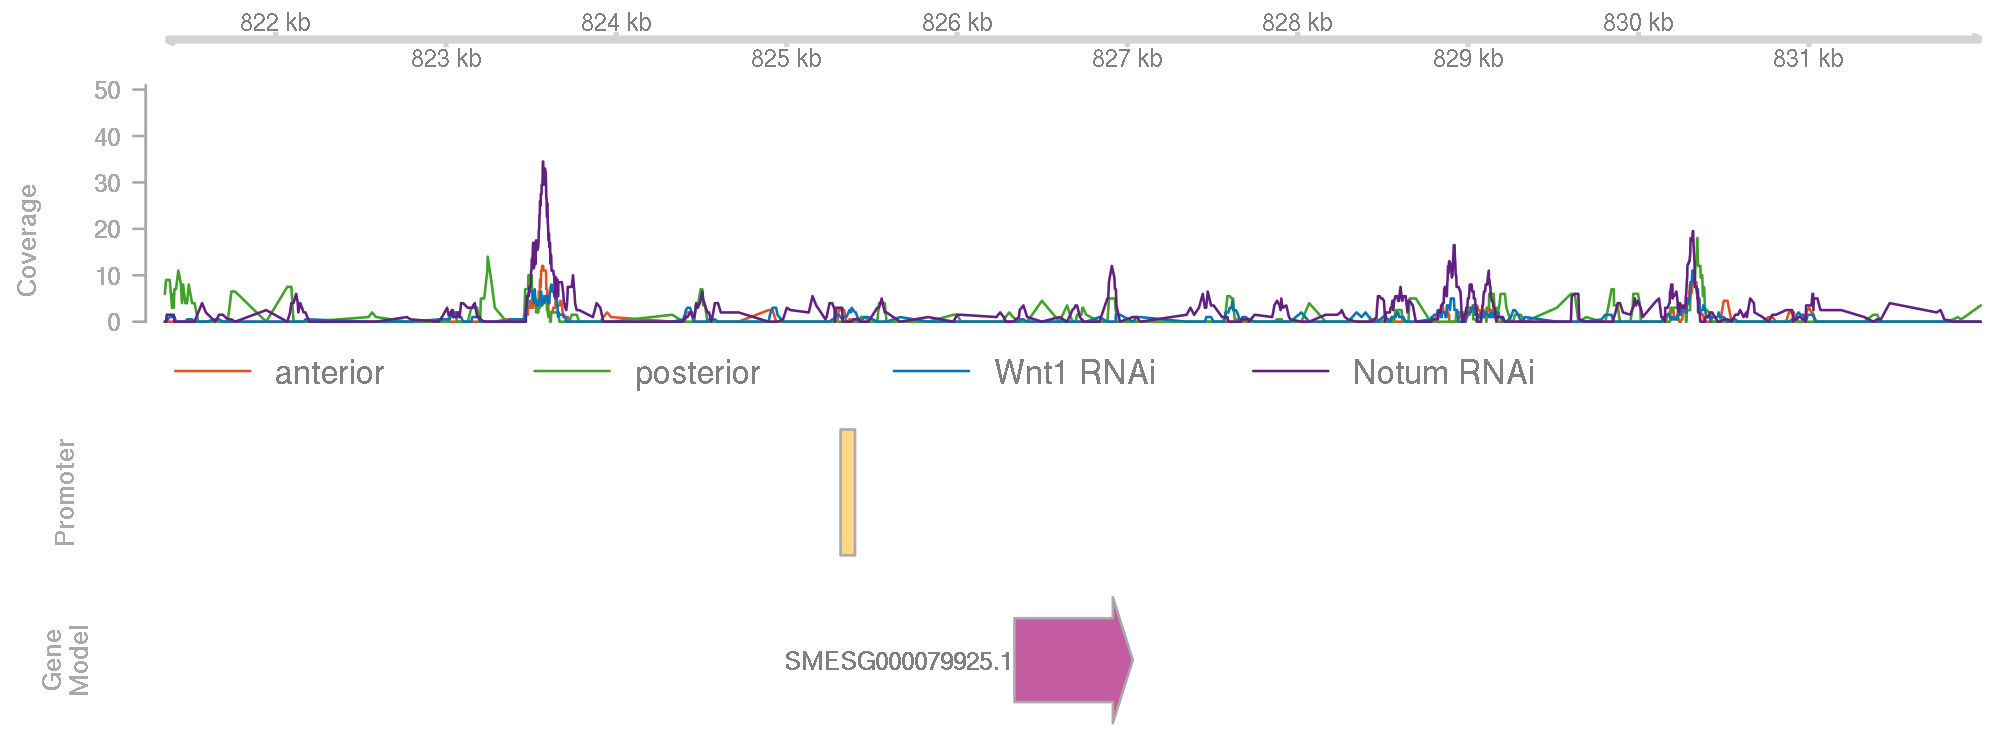 822 kb 824 kb 826 kb 828 kb 830 kb
823 kb 825 kb 827 kb 829 kb 831 kb
50
40
30
20
10
0
Coverage
anterior posterior Wnt1 RNAi Notum RNAi
Promoter
Gene
Model
SMESG000079925.1